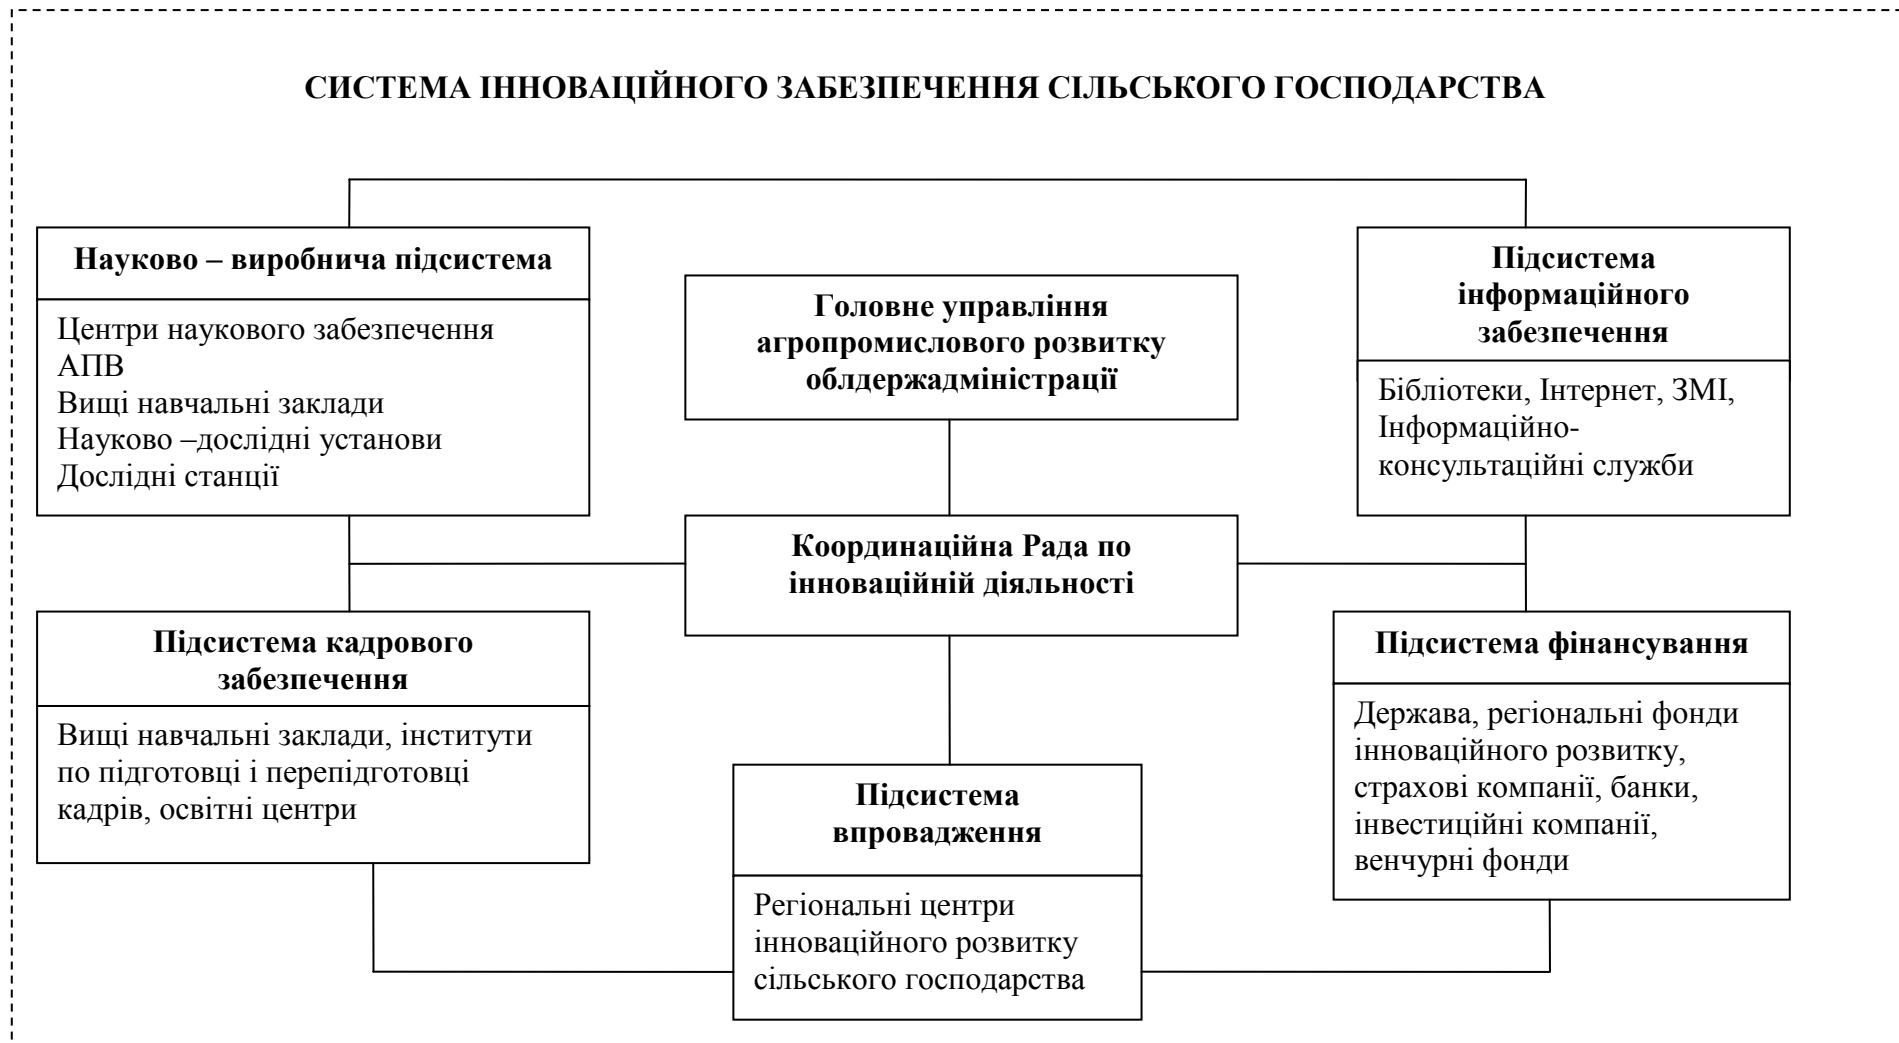 СИСТЕМА ІННОВАЦІЙНОГО ЗАБЕЗПЕЧЕННЯ СІЛЬСЬКОГО ГОСПОДАРСТВА
Науково – виробнича підсистема
Центри наукового забезпечення
АПВ
Вищі навчальні заклади
Науково –дослідні установи
Дослідні станції
Головне управління
агропромислового розвитку
облдержадміністрації
Підсистема
інформаційного
забезпечення
Бібліотеки, Інтернет, ЗМІ,
Інформаційно-
консультаційні служби
Координаційна Рада по
інноваційній діяльності
Підсистема кадрового
забезпечення
Вищі навчальні заклади, інститути
по підготовці і перепідготовці
кадрів, освітні центри
Підсистема
впровадження
Регіональні центри
інноваційного розвитку
сільського господарства
Підсистема фінансування
Держава, регіональні фонди
інноваційного розвитку,
страхові компанії, банки,
інвестиційні компанії,
венчурні фонди